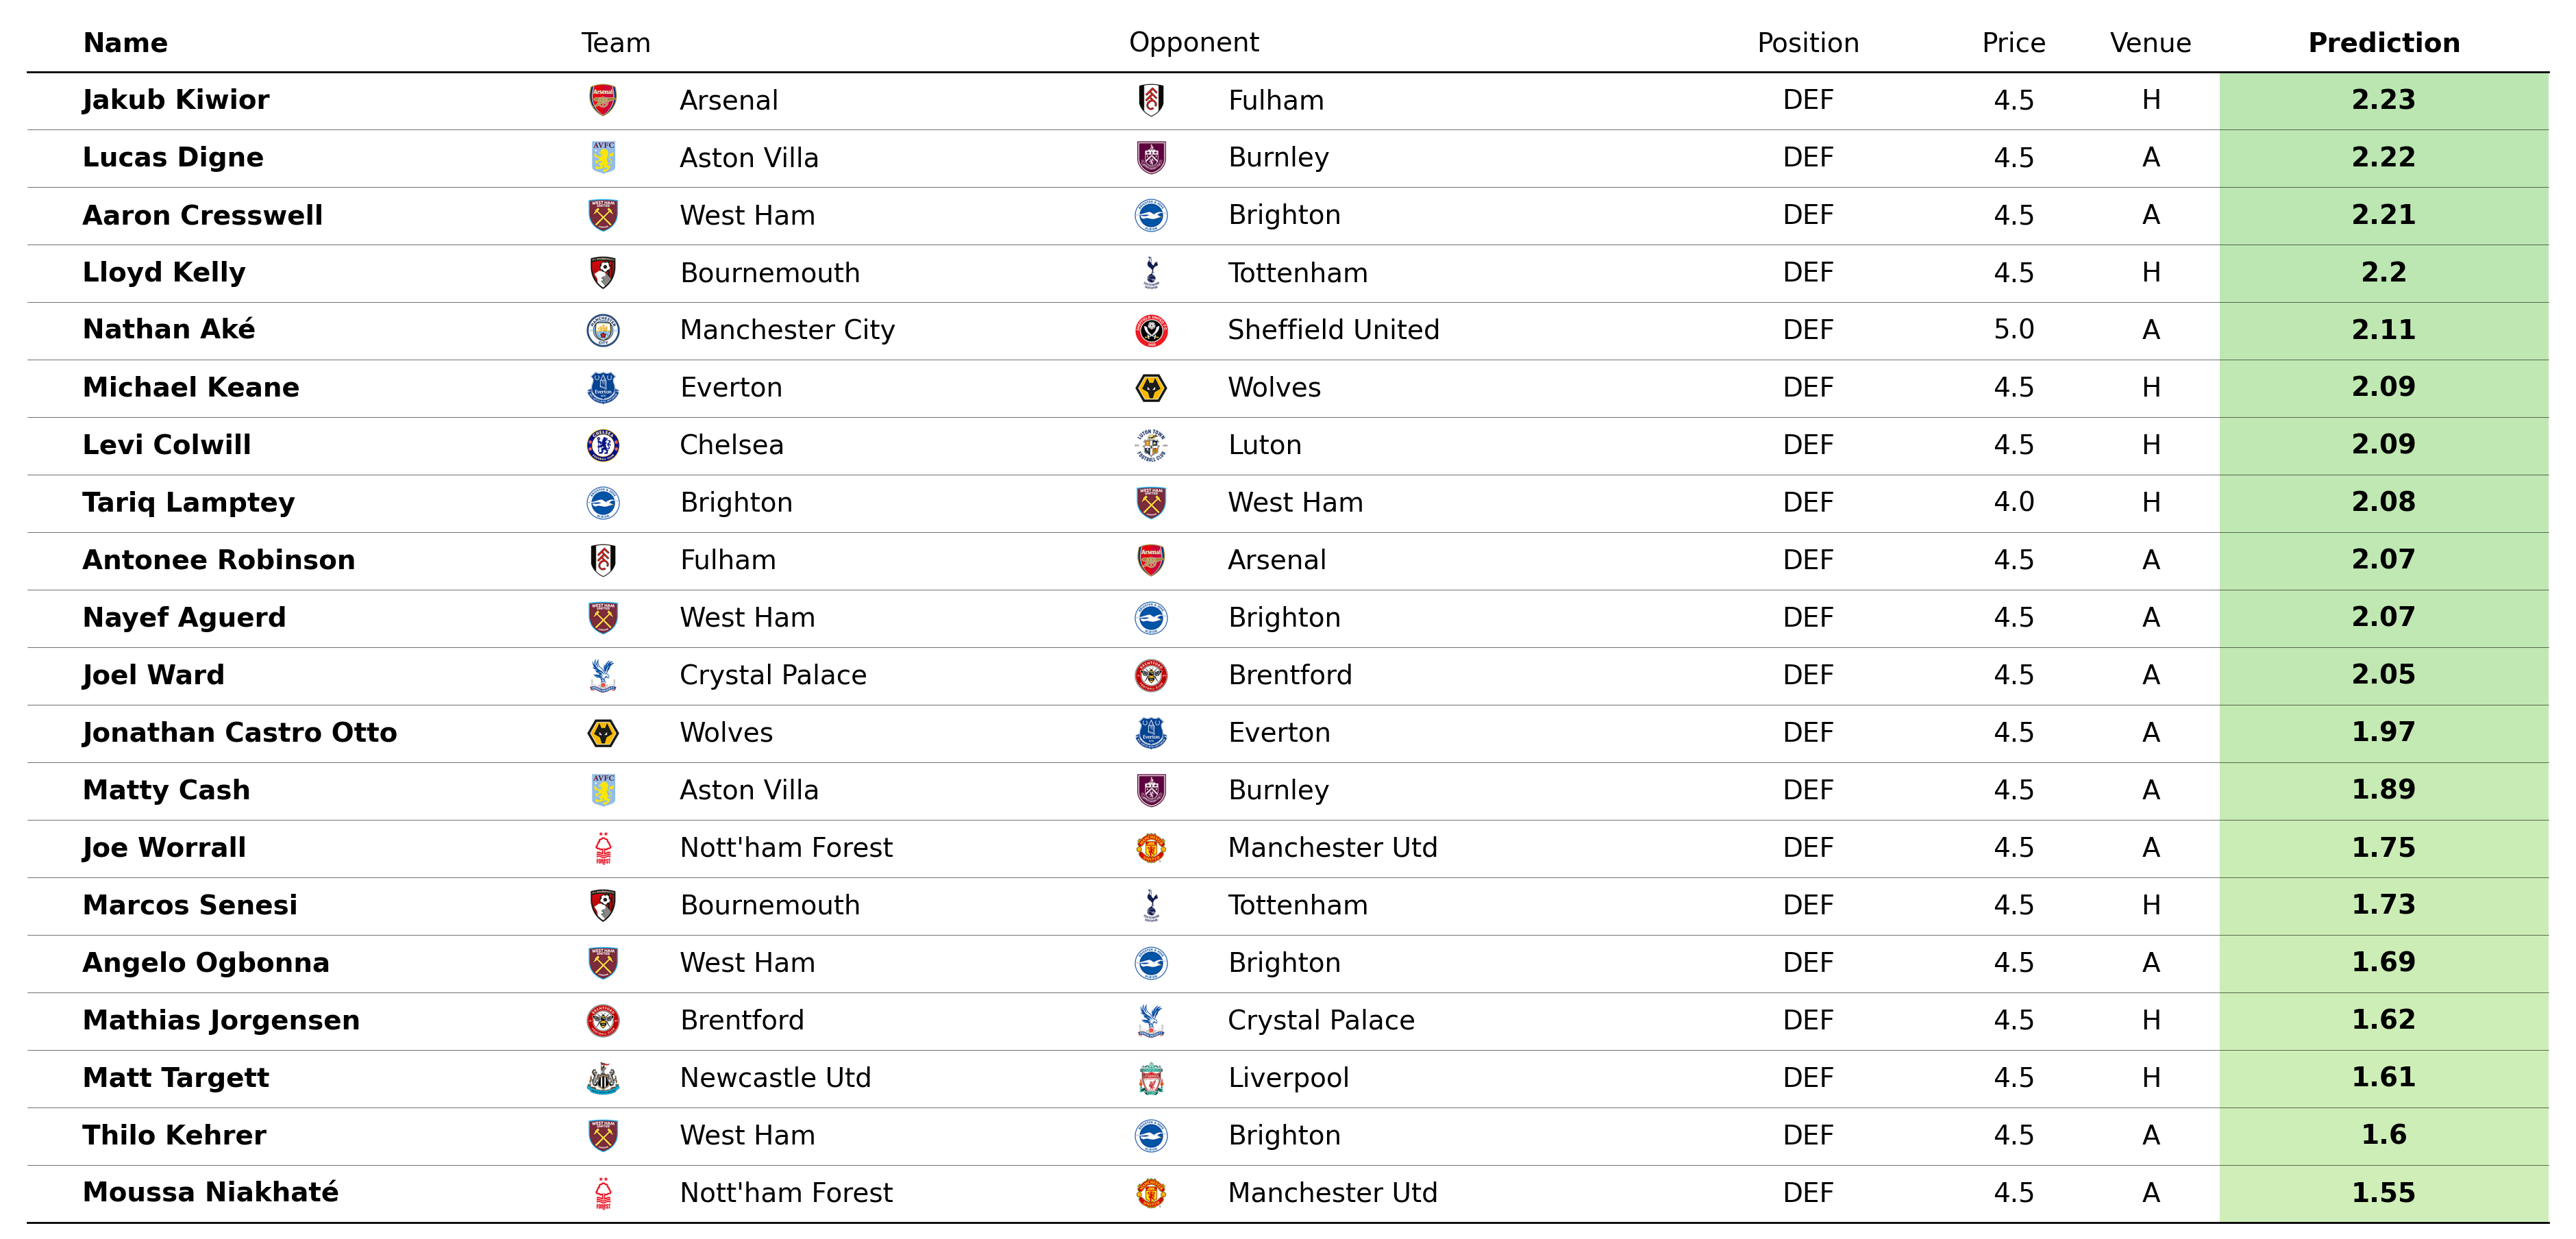 Name Team Opponent Position Price Venue Prediction
Jakub Kiwior Arsenal Fulham DEF 4.5 H 2.23
Lucas Digne Aston Villa Burnley DEF 4.5 A 2.22
Aaron Cresswell West Ham Brighton DEF 4.5 A 2.21
Lloyd Kelly Bournemouth Tottenham DEF 4.5 H 2.2
Nathan Aké Manchester City Sheffield United DEF 5.0 A 2.11
Michael Keane Everton Wolves DEF 4.5 H 2.09
Levi Colwill Chelsea Luton DEF 4.5 H 2.09
Tariq Lamptey Brighton West Ham DEF 4.0 H 2.08
Antonee Robinson Fulham Arsenal DEF 4.5 A 2.07
Nayef Aguerd West Ham Brighton DEF 4.5 A 2.07
Joel Ward Crystal Palace Brentford DEF 4.5 A 2.05
Jonathan Castro Otto Wolves Everton DEF 4.5 A 1.97
Matty Cash Aston Villa Burnley DEF 4.5 A 1.89
Joe Worrall Nott'ham Forest Manchester Utd DEF 4.5 A 1.75
Marcos Senesi Bournemouth Tottenham DEF 4.5 H 1.73
Angelo Ogbonna West Ham Brighton DEF 4.5 A 1.69
Mathias Jorgensen Brentford Crystal Palace DEF 4.5 H 1.62
Matt Targett Newcastle Utd Liverpool DEF 4.5 H 1.61
Thilo Kehrer West Ham Brighton DEF 4.5 A 1.6
Moussa Niakhaté Nott'ham Forest Manchester Utd DEF 4.5 A 1.55